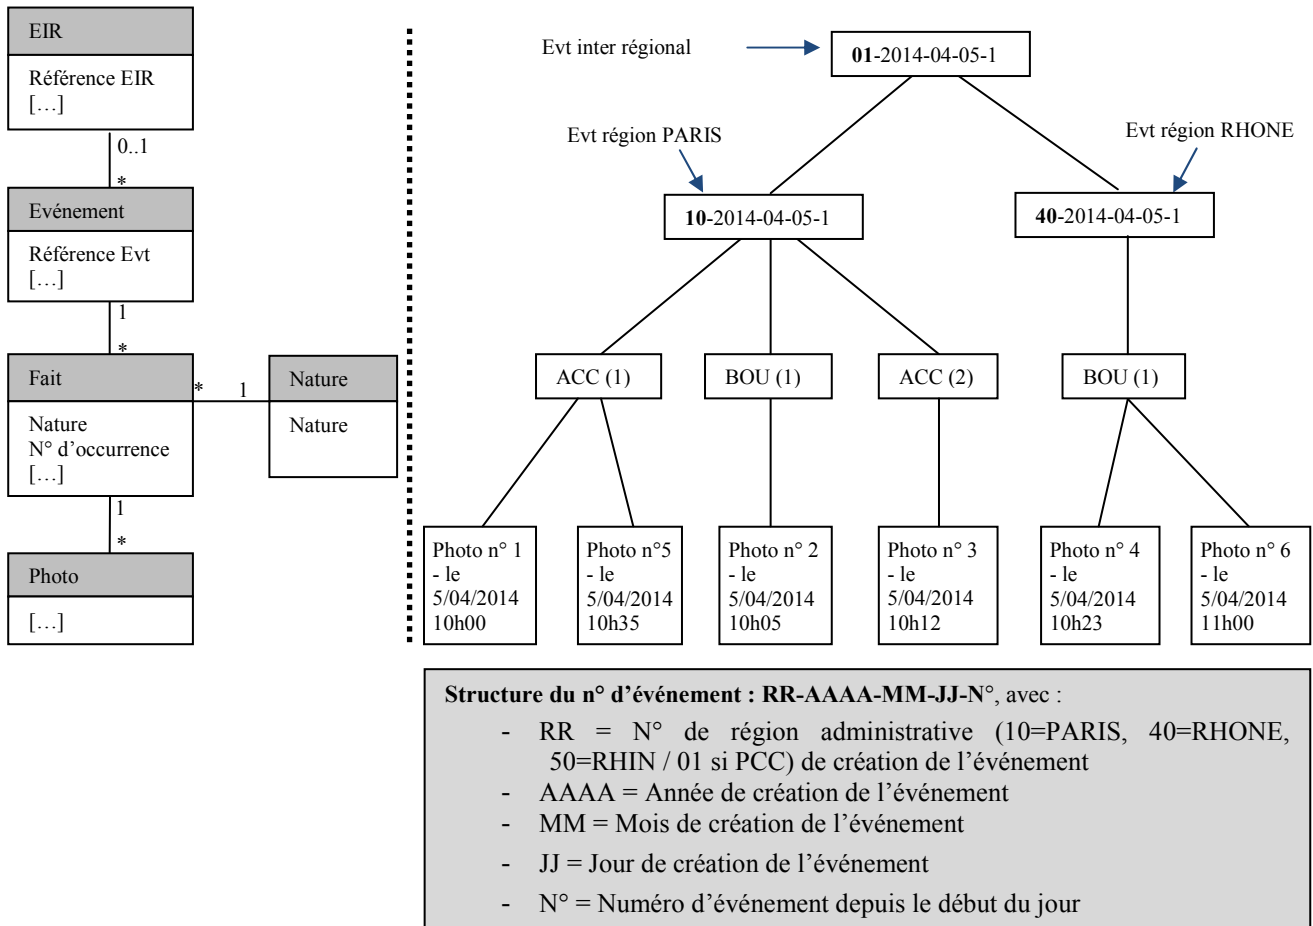 EIR
Référence EIR
[…]
0..1
*
Evénement
Référence Evt
[…]
1
*
Fait
Nature
N° d’occurrence
[…]
*
1
Nature
Nature
1
*
Photo
[…]
Evt inter régional
01-2014-04-05-1
Evt région PARIS
Evt région RHONE
10-2014-04-05-1
40-2014-04-05-1
ACC (1)
BOU (1)
ACC (2)
BOU (1)
Photo n° 1
- le
5/04/2014
10h00
Photo n°5
- le
5/04/2014
10h35
Photo n° 2
- le
5/04/2014
10h05
Photo n° 3
- le
5/04/2014
10h12
Photo n° 4
- le
5/04/2014
10h23
Photo n° 6
- le
5/04/2014
11h00
Structure du n° d’événement : RR-AAAA-MM-JJ-N°, avec :
- RR = N° de région administrative (10=PARIS, 40=RHONE,
50=RHIN / 01 si PCC) de création de l’événement
- AAAA = Année de création de l’événement
- MM = Mois de création de l’événement
- JJ = Jour de création de l’événement
- N° = Numéro d’événement depuis le début du jour